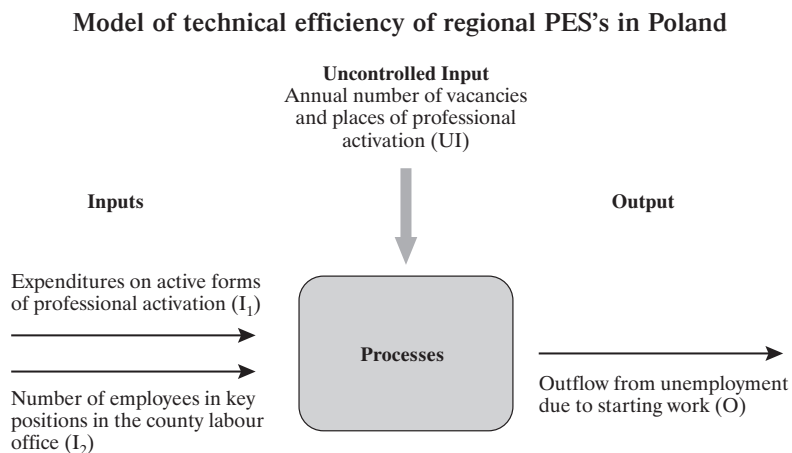 Model of technical efficiency of regional PES's in Poland
Uncontrolled Input
Annual number of vacancies
and places of professional
activation (UI)
Inputs
Output
Expenditures on active forms
of professional activation (I₁)
Processes
Number of employees in key
positions in the county labour
office (I₂)
Outflow from unemployment
due to starting work (O)